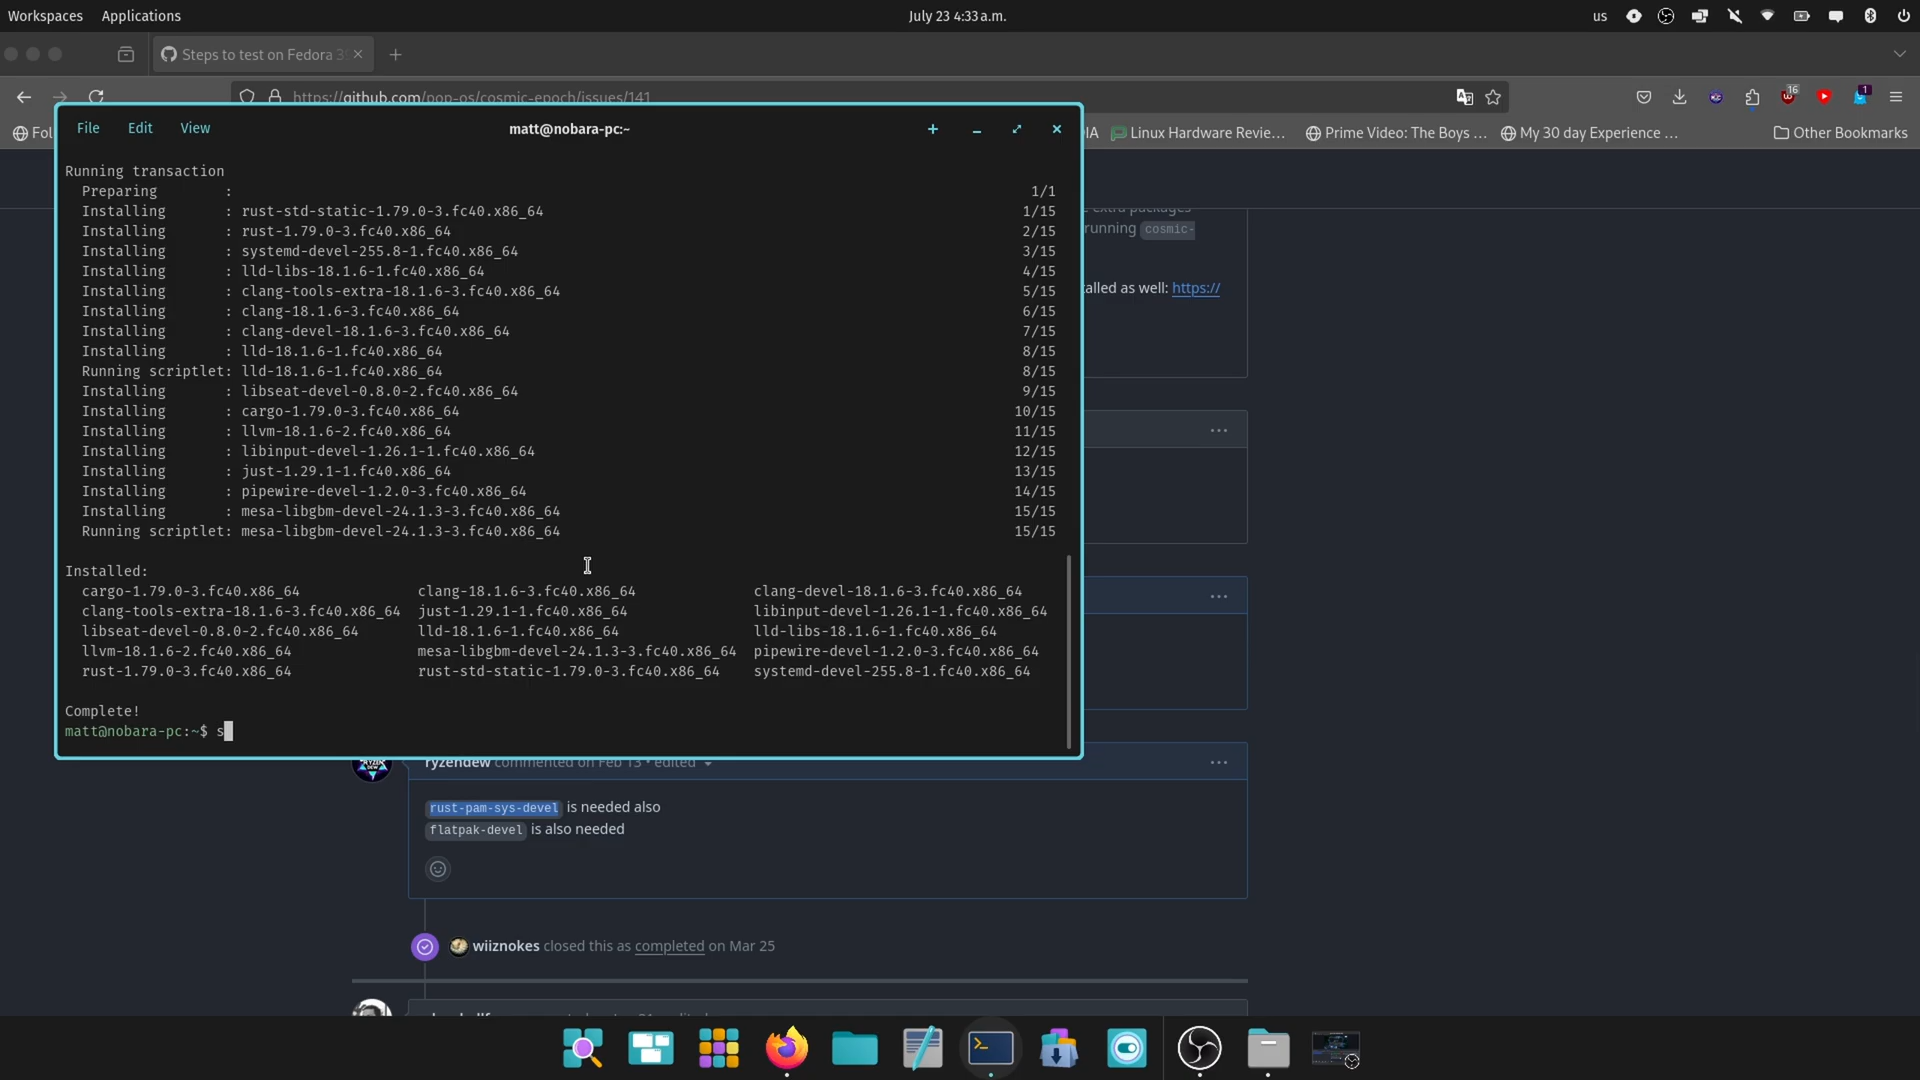 Workspaces Applications July 23 4:33 a.m. us
Steps to test on Fedora 3
https://github.com/pop-os/cosmic-epoch/issues/141 16 1
Fol IA Linux Hardware Revie... Prime Video: The Boys ... My 30 day Experience ... Other Bookmarks
File Edit View matt@nobara-pc:~
Running transaction
Preparing : 1/1
Installing : rust-std-static-1.79.0-3.fc40.x86_64 1/15
Installing : rust-1.79.0-3.fc40.x86_64 2/15
Installing : systemd-devel-255.8-1.fc40.x86_64 3/15
Installing : lld-libs-18.1.6-1.fc40.x86_64 4/15
Installing : clang-tools-extra-18.1.6-3.fc40.x86_64 5/15
Installing : clang-18.1.6-3.fc40.x86_64 6/15
Installing : clang-devel-18.1.6-3.fc40.x86_64 7/15
Installing : lld-18.1.6-1.fc40.x86_64 8/15
Running scriptlet: lld-18.1.6-1.fc40.x86_64 8/15
Installing : libseat-devel-0.8.0-2.fc40.x86_64 9/15
Installing : cargo-1.79.0-3.fc40.x86_64 10/15
Installing : llvm-18.1.6-2.fc40.x86_64 11/15
Installing : libinput-devel-1.26.1-1.fc40.x86_64 12/15
Installing : just-1.29.1-1.fc40.x86_64 13/15
Installing : pipewire-devel-1.2.0-3.fc40.x86_64 14/15
Installing : mesa-libgbm-devel-24.1.3-3.fc40.x86_64 15/15
Running scriptlet: mesa-libgbm-devel-24.1.3-3.fc40.x86_64 15/15
Installed:
cargo-1.79.0-3.fc40.x86_64 clang-18.1.6-3.fc40.x86_64 clang-devel-18.1.6-3.fc40.x86_64
clang-tools-extra-18.1.6-3.fc40.x86_64 just-1.29.1-1.fc40.x86_64 libinput-devel-1.26.1-1.fc40.x86_64
libseat-devel-0.8.0-2.fc40.x86_64 lld-18.1.6-1.fc40.x86_64 lld-libs-18.1.6-1.fc40.x86_64
llvm-18.1.6-2.fc40.x86_64 mesa-libgbm-devel-24.1.3-3.fc40.x86_64 pipewire-devel-1.2.0-3.fc40.x86_64
rust-1.79.0-3.fc40.x86_64 rust-std-static-1.79.0-3.fc40.x86_64 systemd-devel-255.8-1.fc40.x86_64
Complete!
matt@nobara-pc:~$ s
extra packages
running cosmic-
alled as well: https://
ryzendew commented on Feb 13 • edited
rust-pam-sys-devel is needed also
flatpak-devel is also needed
wiiznokes closed this as completed on Mar 25